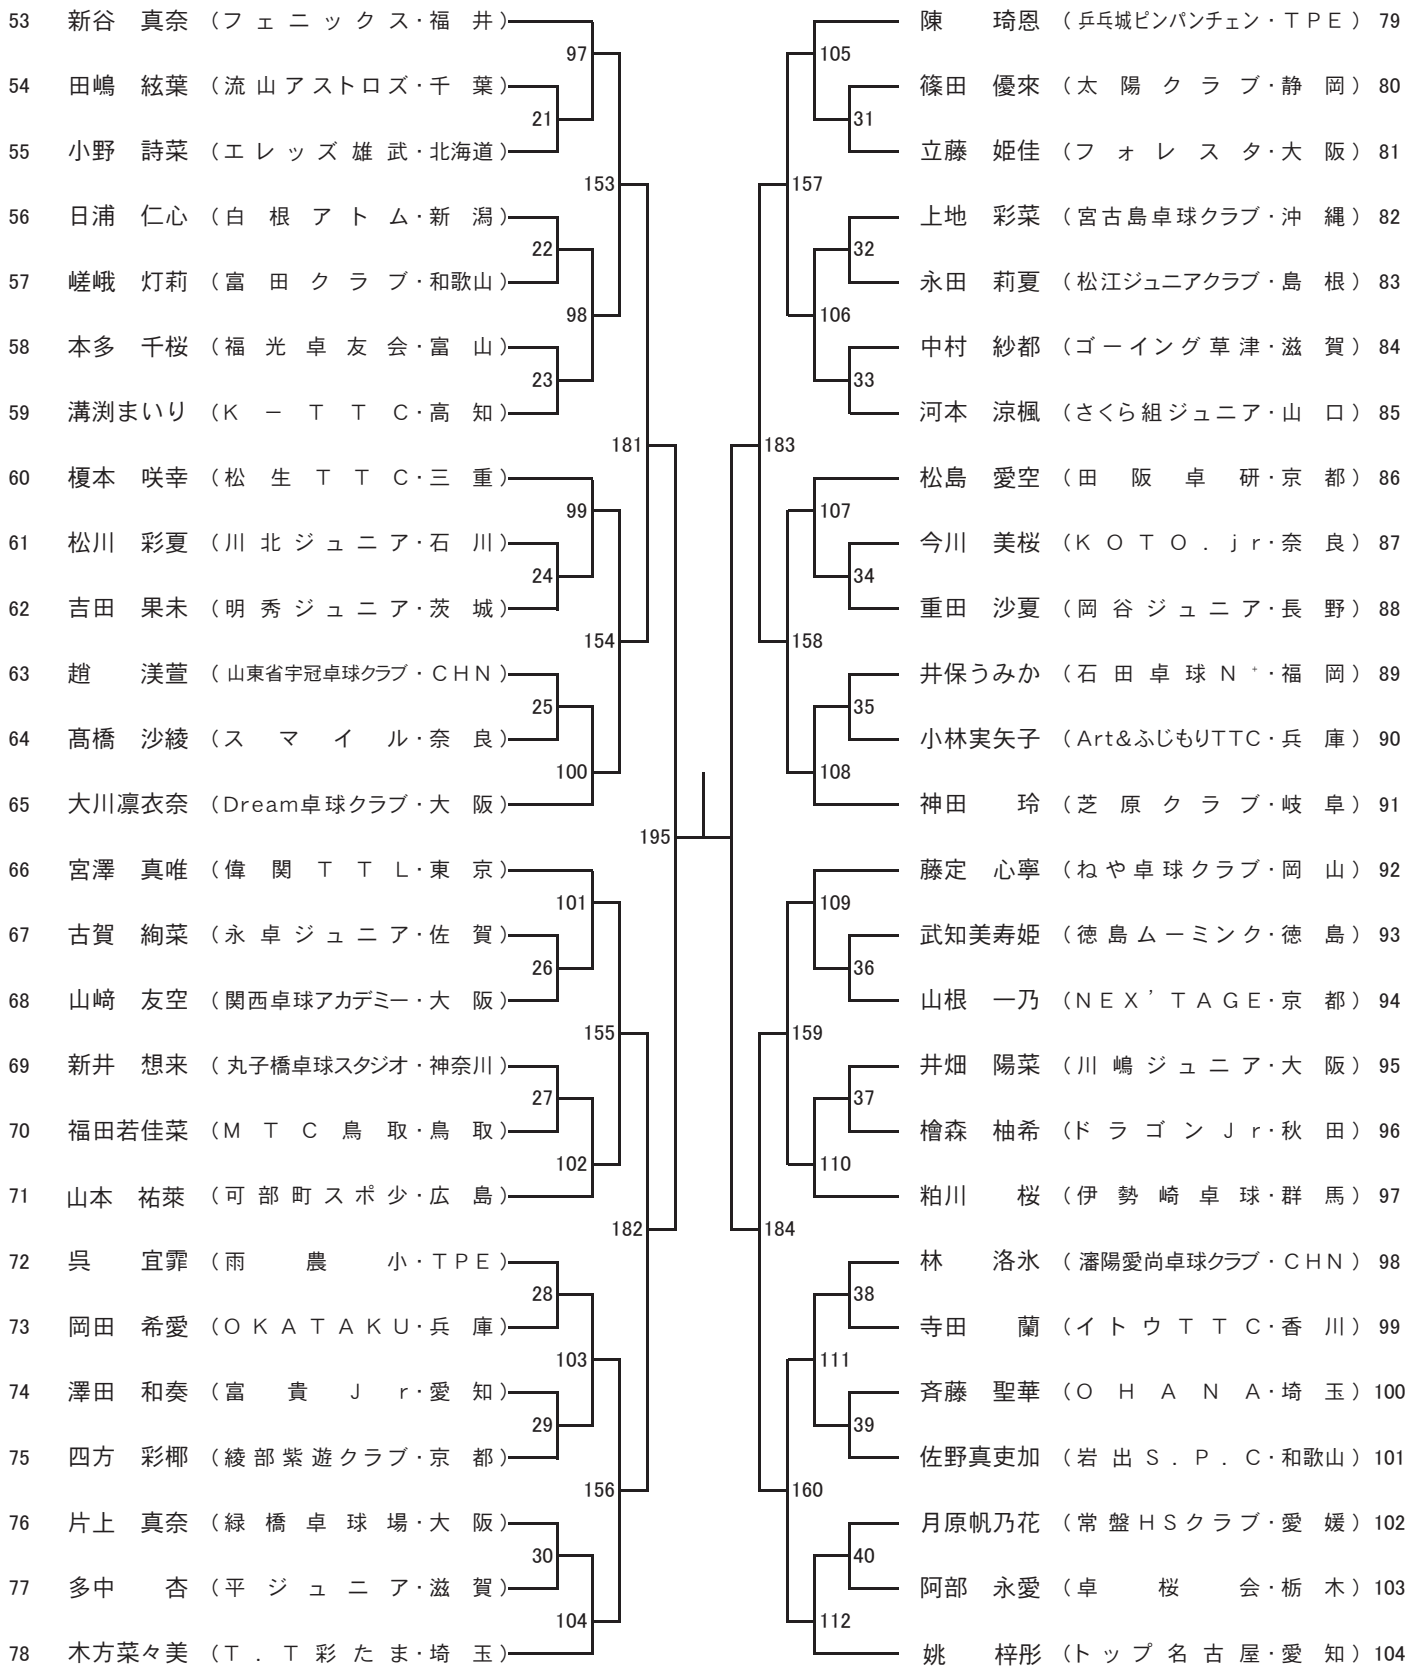 53 新谷 真奈 (フェニックス・福井)
97
54 田嶋 絃葉 (流山アストロズ・千葉)
21
55 小野 詩菜 (エレッズ雄武・北海道)
153
56 日浦 仁心 (白根アトム・新潟)
22
57 嵯峨 灯莉 (富田クラブ・和歌山)
98
58 本多 千桜 (福光卓友会・富山)
23
59 溝渕まいり (K-TTC・高知)
181
60 榎本 咲幸 (松生TTC・三重)
99
61 松川 彩夏 (川北ジュニア・石川)
24
62 吉田 果未 (明秀ジュニア・茨城)
154
63 趙 渼萱 (山東省宇冠卓球クラブ・CHN)
25
64 髙橋 沙綾 (スマイル・奈良)
100
65 大川凛衣奈 (Dream卓球クラブ・大阪)
195
66 宮澤 真唯 (偉関TTL・東京)
101
67 古賀 絢菜 (永卓ジュニア・佐賀)
26
68 山﨑 友空 (関西卓球アカデミー・大阪)
155
69 新井 想来 (丸子橋卓球スタジオ・神奈川)
27
70 福田若佳菜 (MTC鳥取・鳥取)
102
71 山本 祐萊 (可部町スポ少・広島)
182
72 呉 宜霏 (雨農小・TPE)
28
73 岡田 希愛 (OKATAKU・兵庫)
103
74 澤田 和奏 (富貴Jr・愛知)
29
75 四方 彩椰 (綾部紫遊クラブ・京都)
156
76 片上 真奈 (緑橋卓球場・大阪)
30
77 多中 杏 (平ジュニア・滋賀)
104
78 木方菜々美 (T.T彩たま・埼玉)
陳 琦恩 (乒乓城ピンパンチェン・TPE) 79
105
篠田 優來 (太陽クラブ・静岡) 80
31
立藤 姫佳 (フォレスタ・大阪) 81
157
上地 彩菜 (宮古島卓球クラブ・沖縄) 82
32
永田 莉夏 (松江ジュニアクラブ・島根) 83
106
中村 紗都 (ゴーイング草津・滋賀) 84
33
河本 涼楓 (さくら組ジュニア・山口) 85
183
松島 愛空 (田阪卓研・京都) 86
107
今川 美桜 (KOTO.jr・奈良) 87
34
重田 沙夏 (岡谷ジュニア・長野) 88
158
井保うみか (石田卓球N⁺・福岡) 89
35
小林実矢子 (Art&ふじもりTTC・兵庫) 90
108
神田 玲 (芝原クラブ・岐阜) 91
藤定 心寧 (ねや卓球クラブ・岡山) 92
109
武知美寿姫 (徳島ムーミンク・徳島) 93
36
山根 一乃 (NEX'TAGE・京都) 94
159
井畑 陽菜 (川嶋ジュニア・大阪) 95
37
檜森 柚希 (ドラゴンJr・秋田) 96
110
粕川 桜 (伊勢崎卓球・群馬) 97
184
林 洛氷 (瀋陽愛尚卓球クラブ・CHN) 98
38
寺田 蘭 (イトウTTC・香川) 99
111
斉藤 聖華 (OHANA・埼玉) 100
39
佐野真吏加 (岩出S.P.C・和歌山) 101
160
月原帆乃花 (常盤HSクラブ・愛媛) 102
40
阿部 永愛 (卓桜会・栃木) 103
112
姚 梓彤 (トップ名古屋・愛知) 104